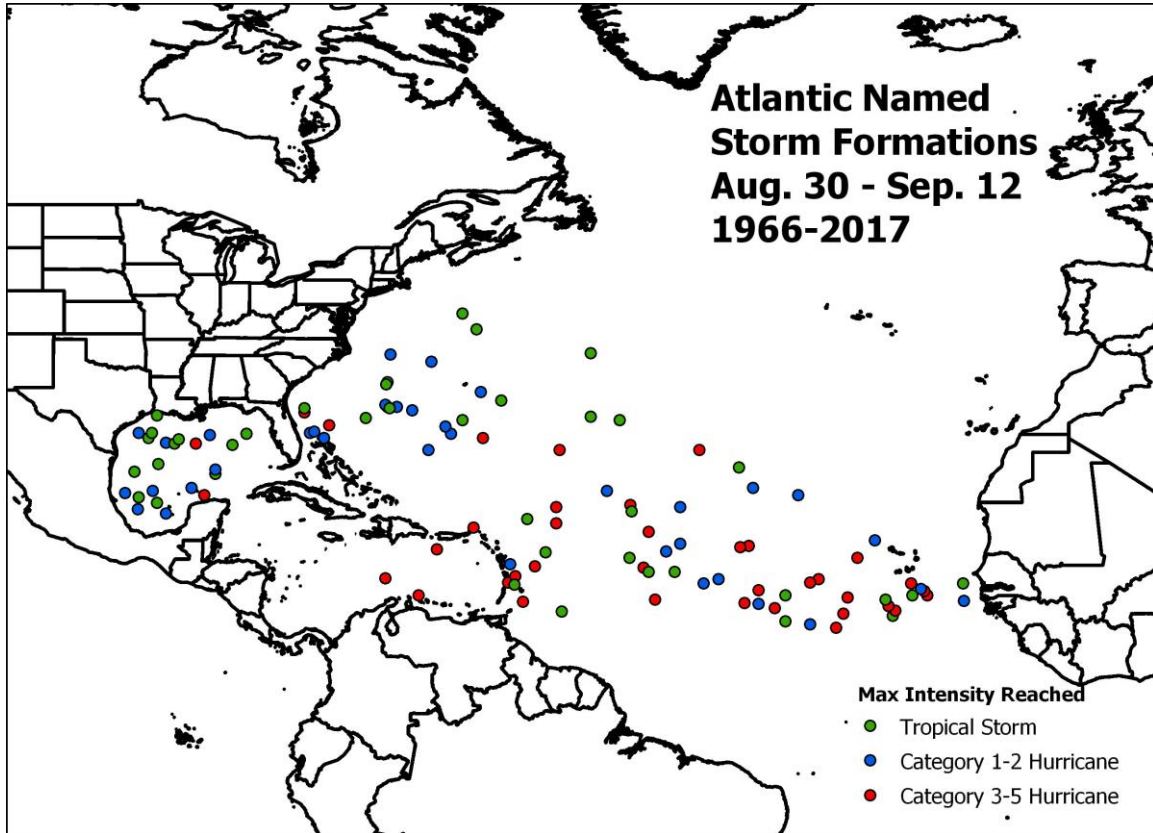 Atlantic Named
Storm Formations
Aug. 30 - Sep. 12
1966-2017
Max Intensity Reached
Tropical Storm
Category 1-2 Hurricane
Category 3-5 Hurricane